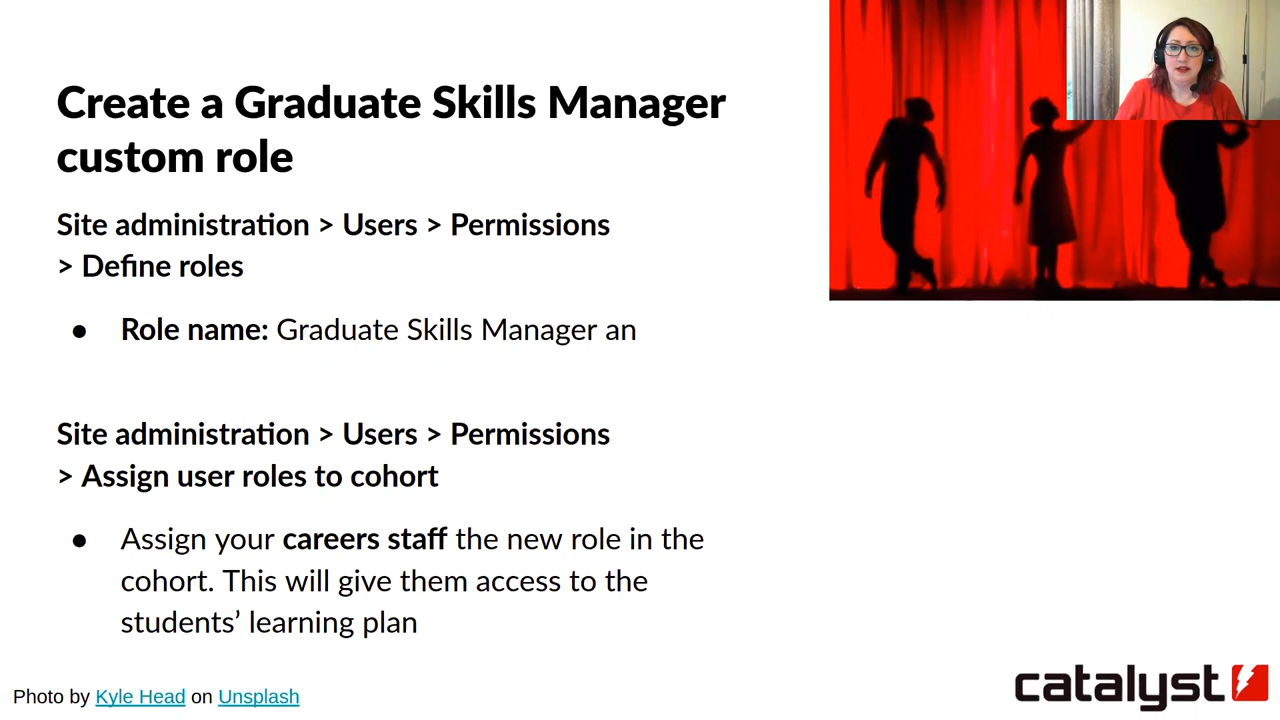 Create a Graduate Skills Manager
custom role
Site administration > Users > Permissions
> Define roles
● Role name: Graduate Skills Manager an
Site administration > Users > Permissions
> Assign user roles to cohort
● Assign your careers staff the new role in the
cohort. This will give them access to the
students’ learning plan
Photo by Kyle Head on Unsplash
catalyst